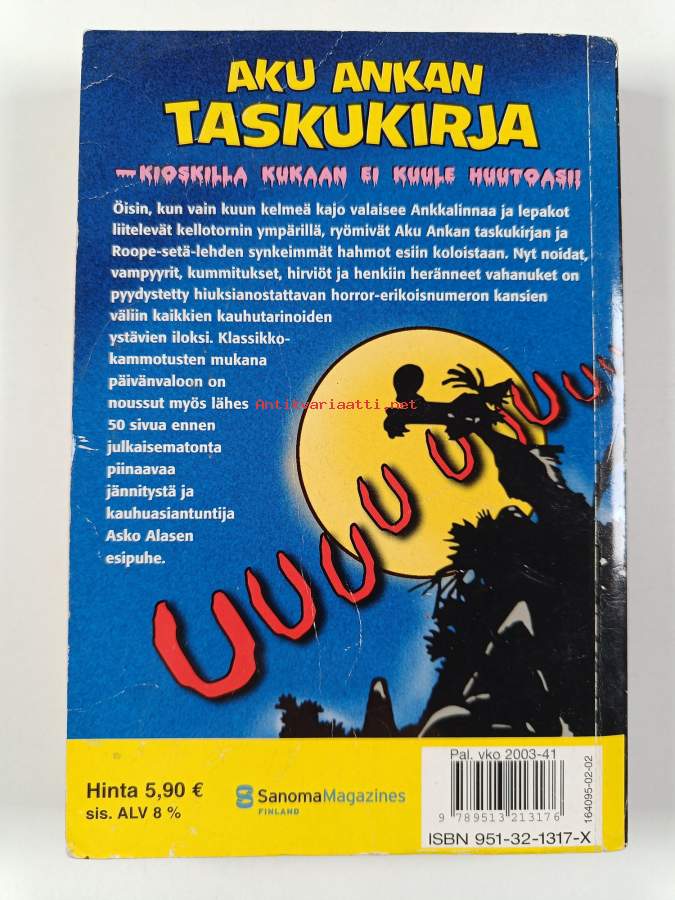 AKU ANKAN
TASKUKIRJA
—KIOSKILLA KUKAAN EI KUULE HUUTOASI!
Öisin, kun vain kuun kelmeä kajo valaisee Ankkalinnaa ja lepakot
liitelevät kellotornin ympärillä, ryömivät Aku Ankan taskukirjan ja
Roope-setä-lehden synkeimmät hahmot esiin koloistaan. Nyt noidat,
vampyyrit, kummitukset, hirviöt ja henkiin heränneet vahanuket on
pyydystetty hiuksianostattavan horror-erikoisnumeron kansien
väliin kaikkien kauhutarinoiden
ystävien iloksi. Klassikko-
kammotusten mukana
päivänvaloon on
noussut myös lähes
50 sivua ennen
julkaisematonta
piinaavaa
jännitystä ja
kauhuasiantuntija
Asko Alasen
esipuhe.
Antikvariaatti.net
UUUUUUUUUU
Hinta 5,90 €
sis. ALV 8 %
SanomaMagazines
FINLAND
Pal. vko 2003-41
9 789513 213176
ISBN 951-32-1317-X
164095-02-02